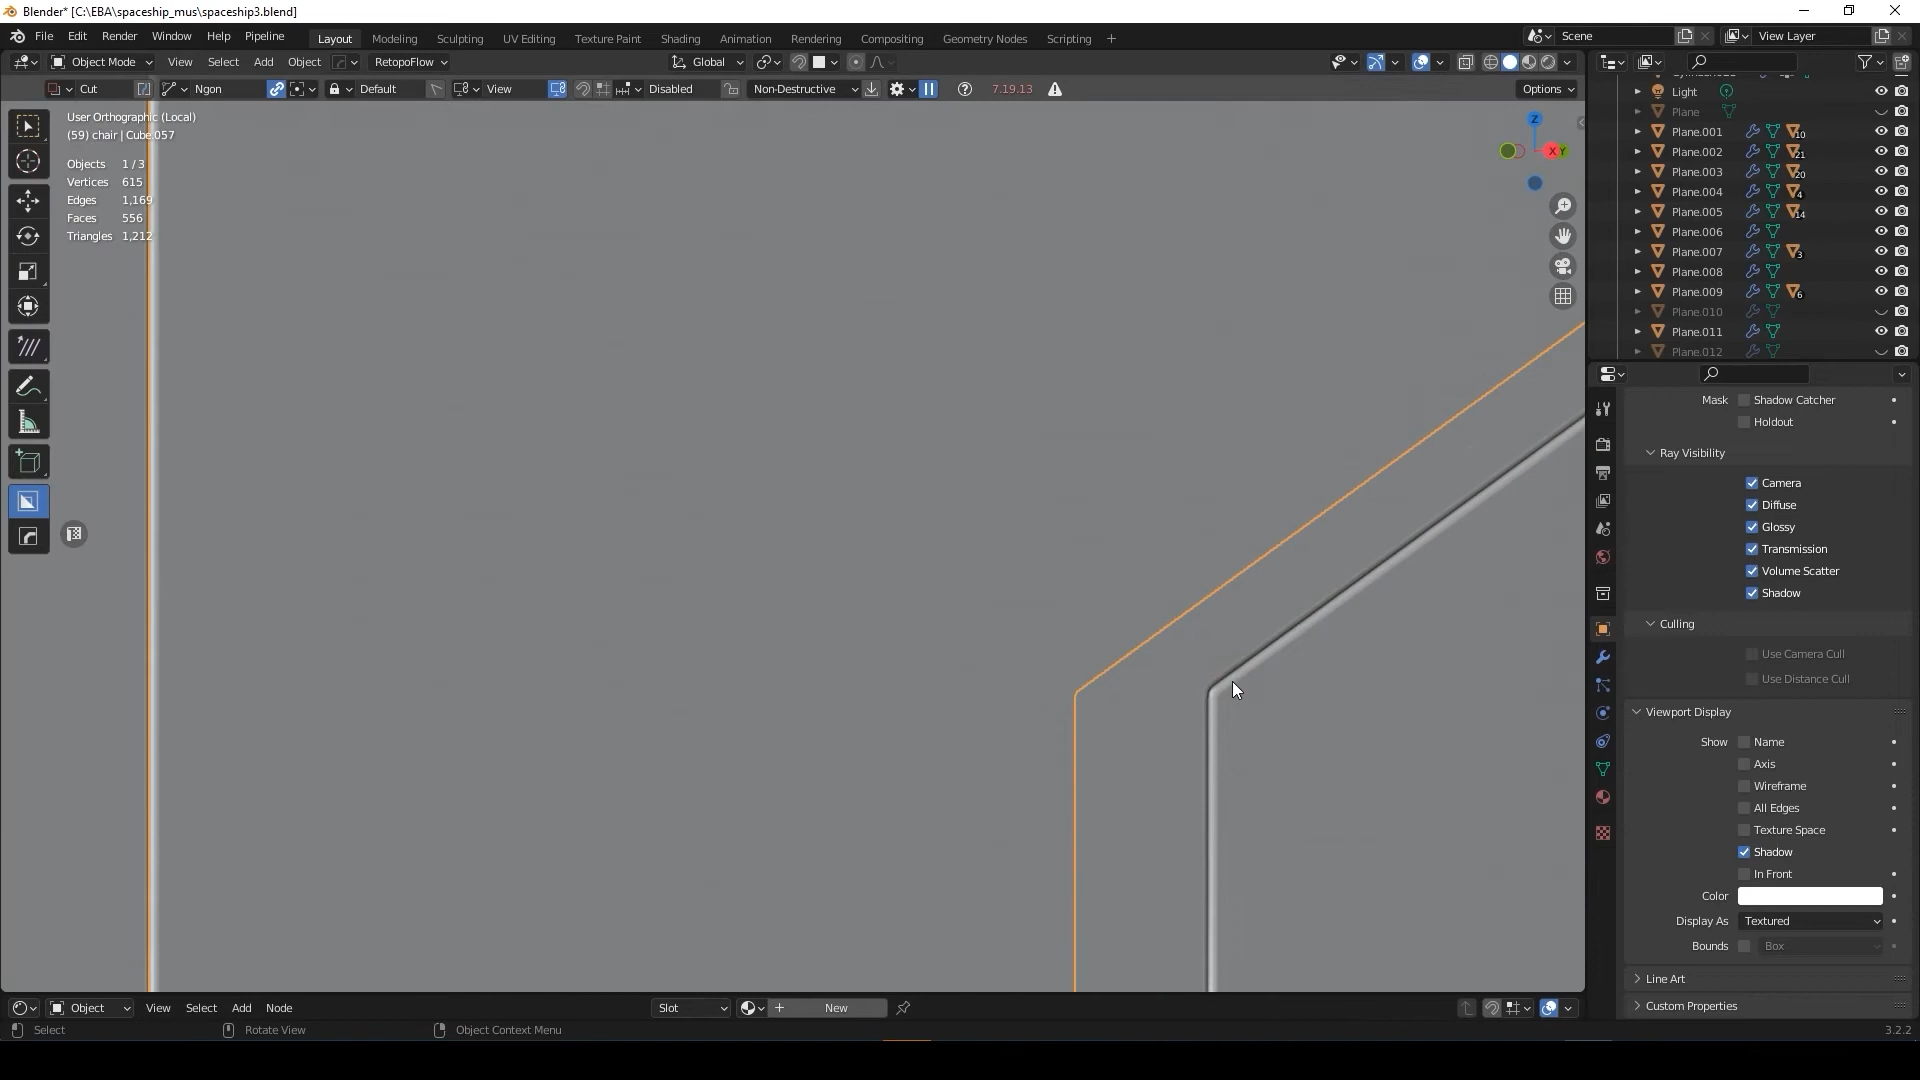 Blender* [C:\EBA\spaceship_mus\spaceship3.blend]
File Edit Render Window Help Pipeline Layout Modeling Sculpting UV Editing Texture Paint Shading Animation Rendering Compositing Geometry Nodes Scripting + Scene View Layer
Object Mode View Select Add Object RetopoFlow Global
Cut Ngon Default View Disabled Non-Destructive 7.19.13 Options
User Orthographic (Local)
(59) chair | Cube.057
Objects 1 / 3
Vertices 615
Edges 1,169
Faces 556
Triangles 1,212
Z
X Y
Light
Plane
Plane.001 10
Plane.002 21
Plane.003 20
Plane.004 4
Plane.005 14
Plane.006
Plane.007 3
Plane.008
Plane.009 6
Plane.010
Plane.011
Plane.012
Mask Shadow Catcher
Holdout
Ray Visibility
Camera
Diffuse
Glossy
Transmission
Volume Scatter
Shadow
Culling
Use Camera Cull
Use Distance Cull
Viewport Display
Show Name
Axis
Wireframe
All Edges
Texture Space
Shadow
In Front
Color
Display As Textured
Bounds Box
Line Art
Custom Properties
Object View Select Add Node Slot + New
Select Rotate View Object Context Menu 3.2.2